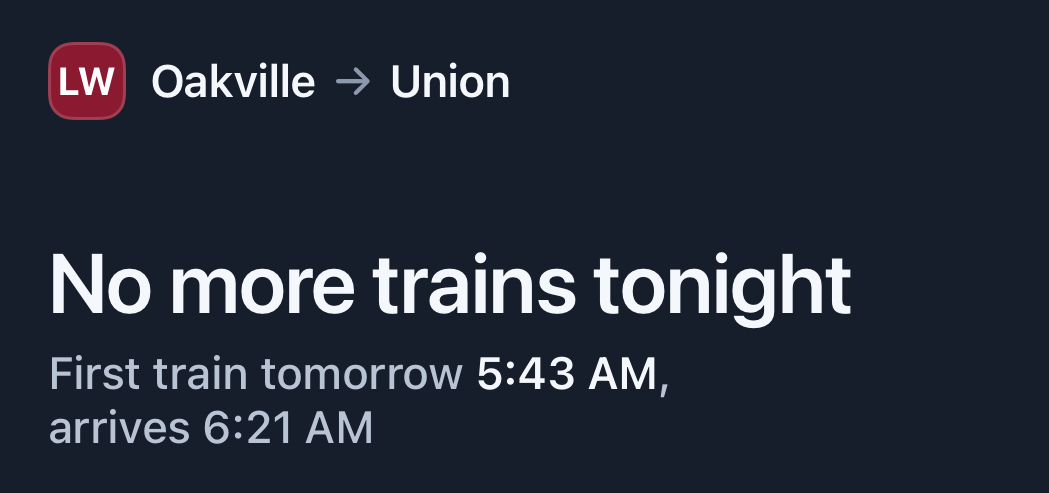 LW Oakville → Union
No more trains tonight
First train tomorrow 5:43 AM,
arrives 6:21 AM